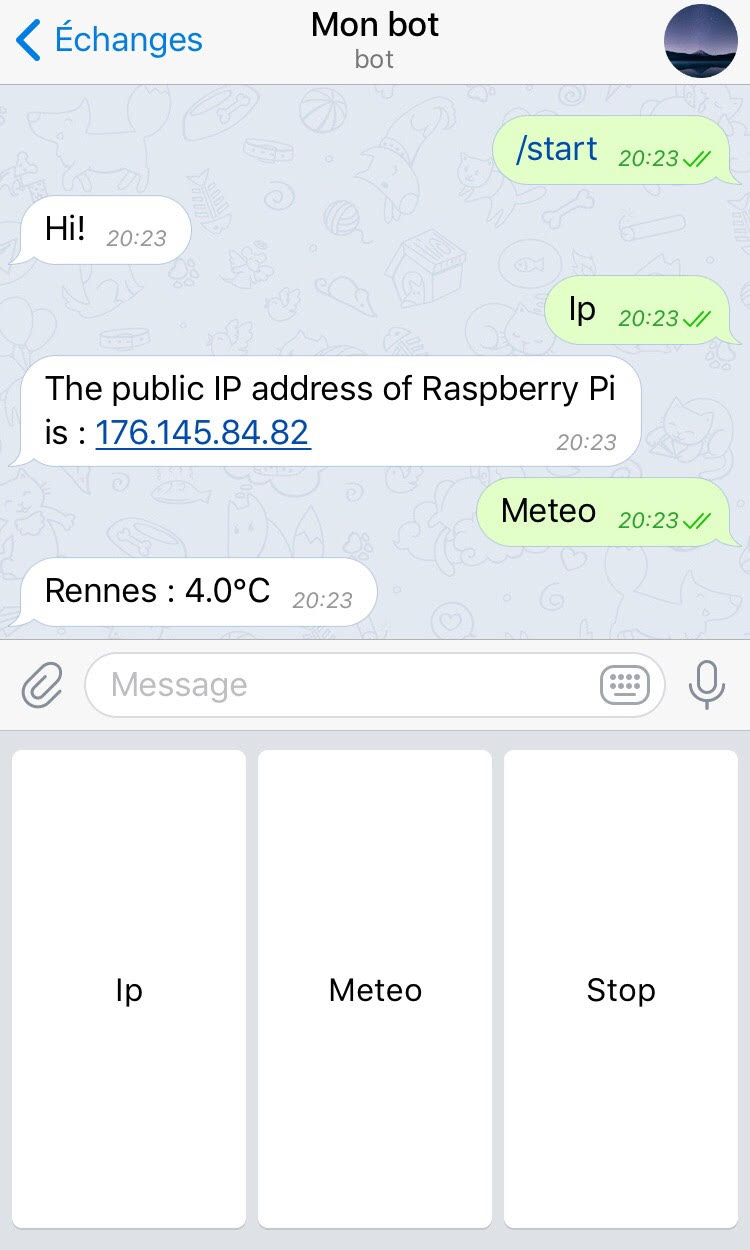 Échanges
Mon bot
bot
/start 20:23
Hi! 20:23
Ip 20:23
The public IP address of Raspberry Pi
is : 176.145.84.82 20:23
Meteo 20:23
Rennes : 4.0°C 20:23
Message
Ip
Meteo
Stop